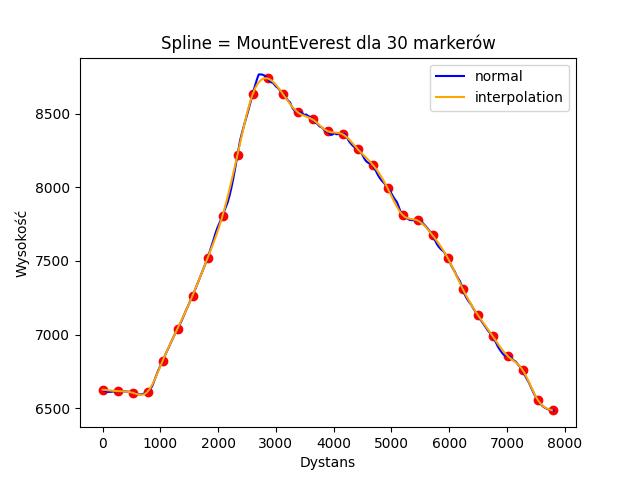 Spline = MountEverest dla 30 markerów
normal
interpolation
8500
8000
7500
7000
6500
Wysokość
0 1000 2000 3000 4000 5000 6000 7000 8000
Dystans